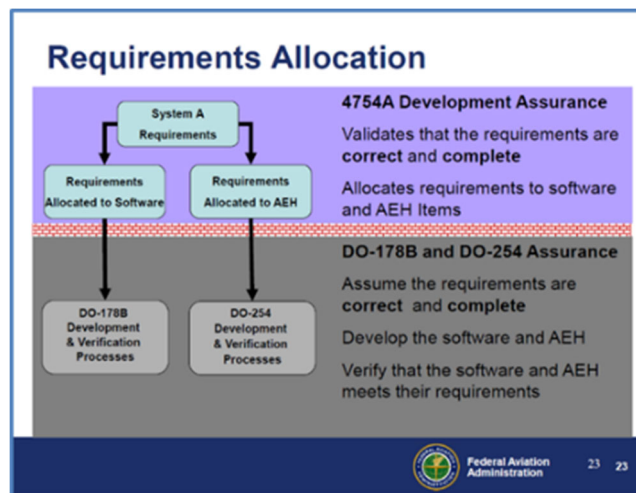 Requirements Allocation
System A
Requirements
Requirements
Allocated to Software
Requirements
Allocated to AEH
4754A Development Assurance
Validates that the requirements are
correct and complete
Allocates requirements to software
and AEH Items
DO-178B
Development
& Verification
Processes
DO-254
Development
& Verification
Processes
DO-178B and DO-254 Assurance
Assume the requirements are
correct and complete
Develop the software and AEH
Verify that the software and AEH
meets their requirements
Federal Aviation
Administration
23 23